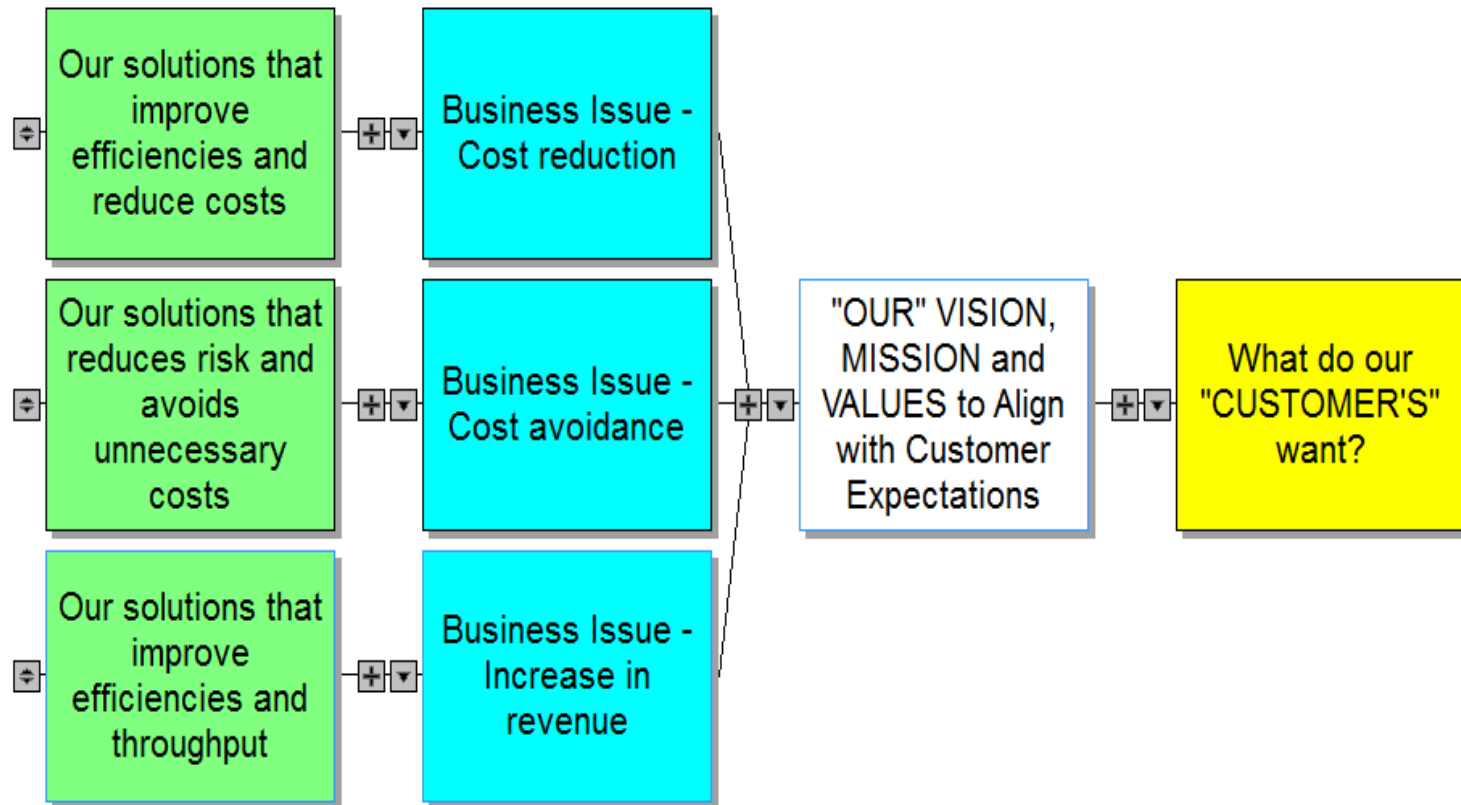 Our solutions that
improve
efficiencies and
reduce costs
Business Issue -
Cost reduction
Our solutions that
reduces risk and
avoids
unnecessary
costs
Business Issue -
Cost avoidance
"OUR" VISION,
MISSION and
VALUES to Align
with Customer
Expectations
What do our
"CUSTOMER'S"
want?
Our solutions that
improve
efficiencies and
throughput
Business Issue -
Increase in
revenue